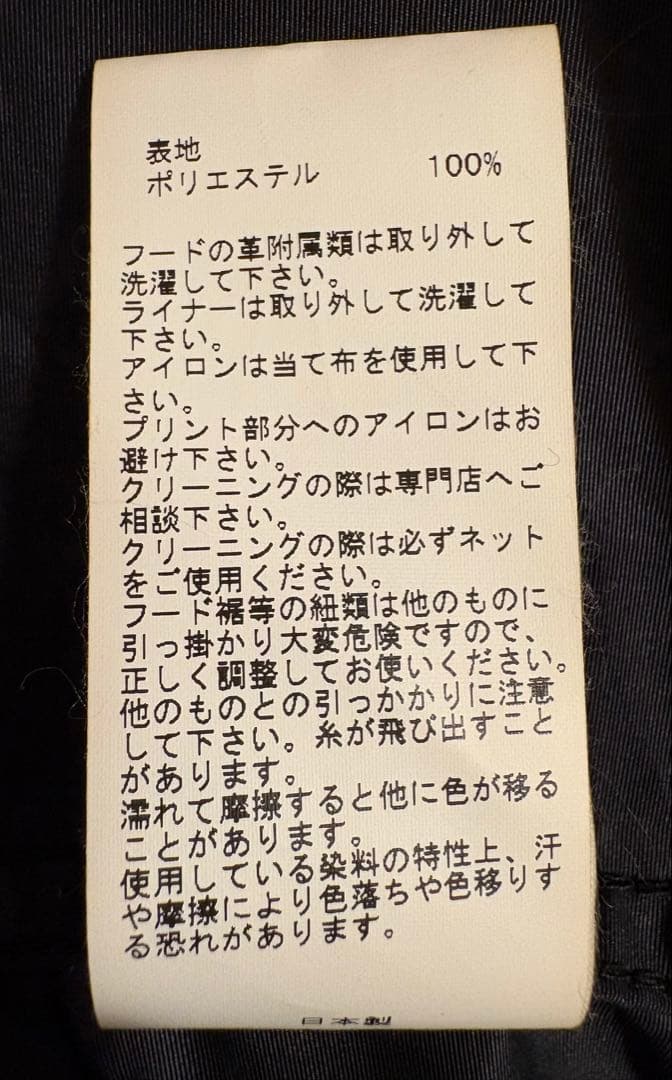 表地
ポリエステル 100%
フードの革附属類は取り外して
洗濯して下さい。
ライナーは取り外して洗濯して
下さい。
アイロンは当て布を使用して下
さい。
プリント部分へのアイロンはお
避け下さい。
クリーニングの際は専門店へご
相談下さい。
クリーニングの際は必ずネット
をご使用ください。
フード裾等の紐類は他のものに
引っ掛かり大変危険ですので、
正しく調整してお使いください。
他のものとの引っかかりに注意
して下さい。糸が飛び出すこと
があります。
濡れて摩擦すると他に色が移る
ことがあります。
使用している染料の特性上、汗
や摩擦により色落ちや色移りす
る恐れがあります。
日本製